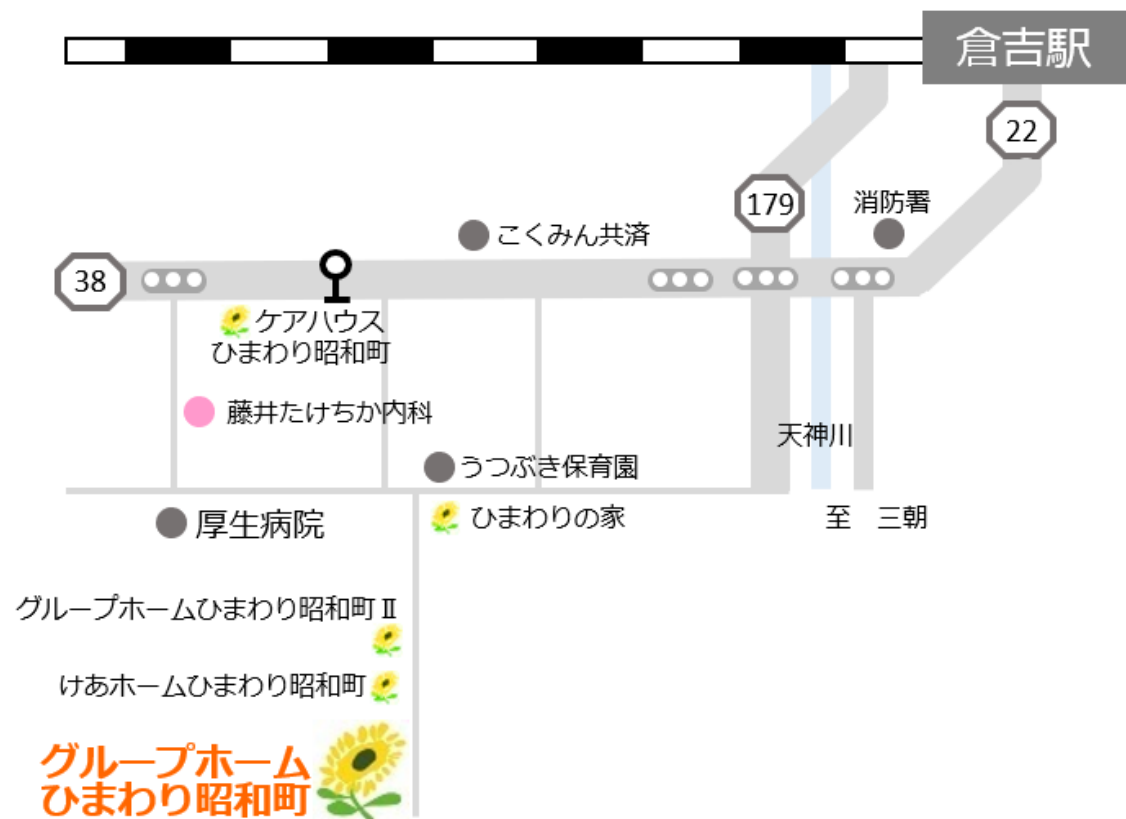 倉吉駅
22
179
消防署
こくみん共済
38
ケアハウス
ひまわり昭和町
藤井たけちか内科
天神川
うつぶき保育園
ひまわりの家
至 三朝
厚生病院
グループホームひまわり昭和町Ⅱ
けあホームひまわり昭和町
グループホーム
ひまわり昭和町